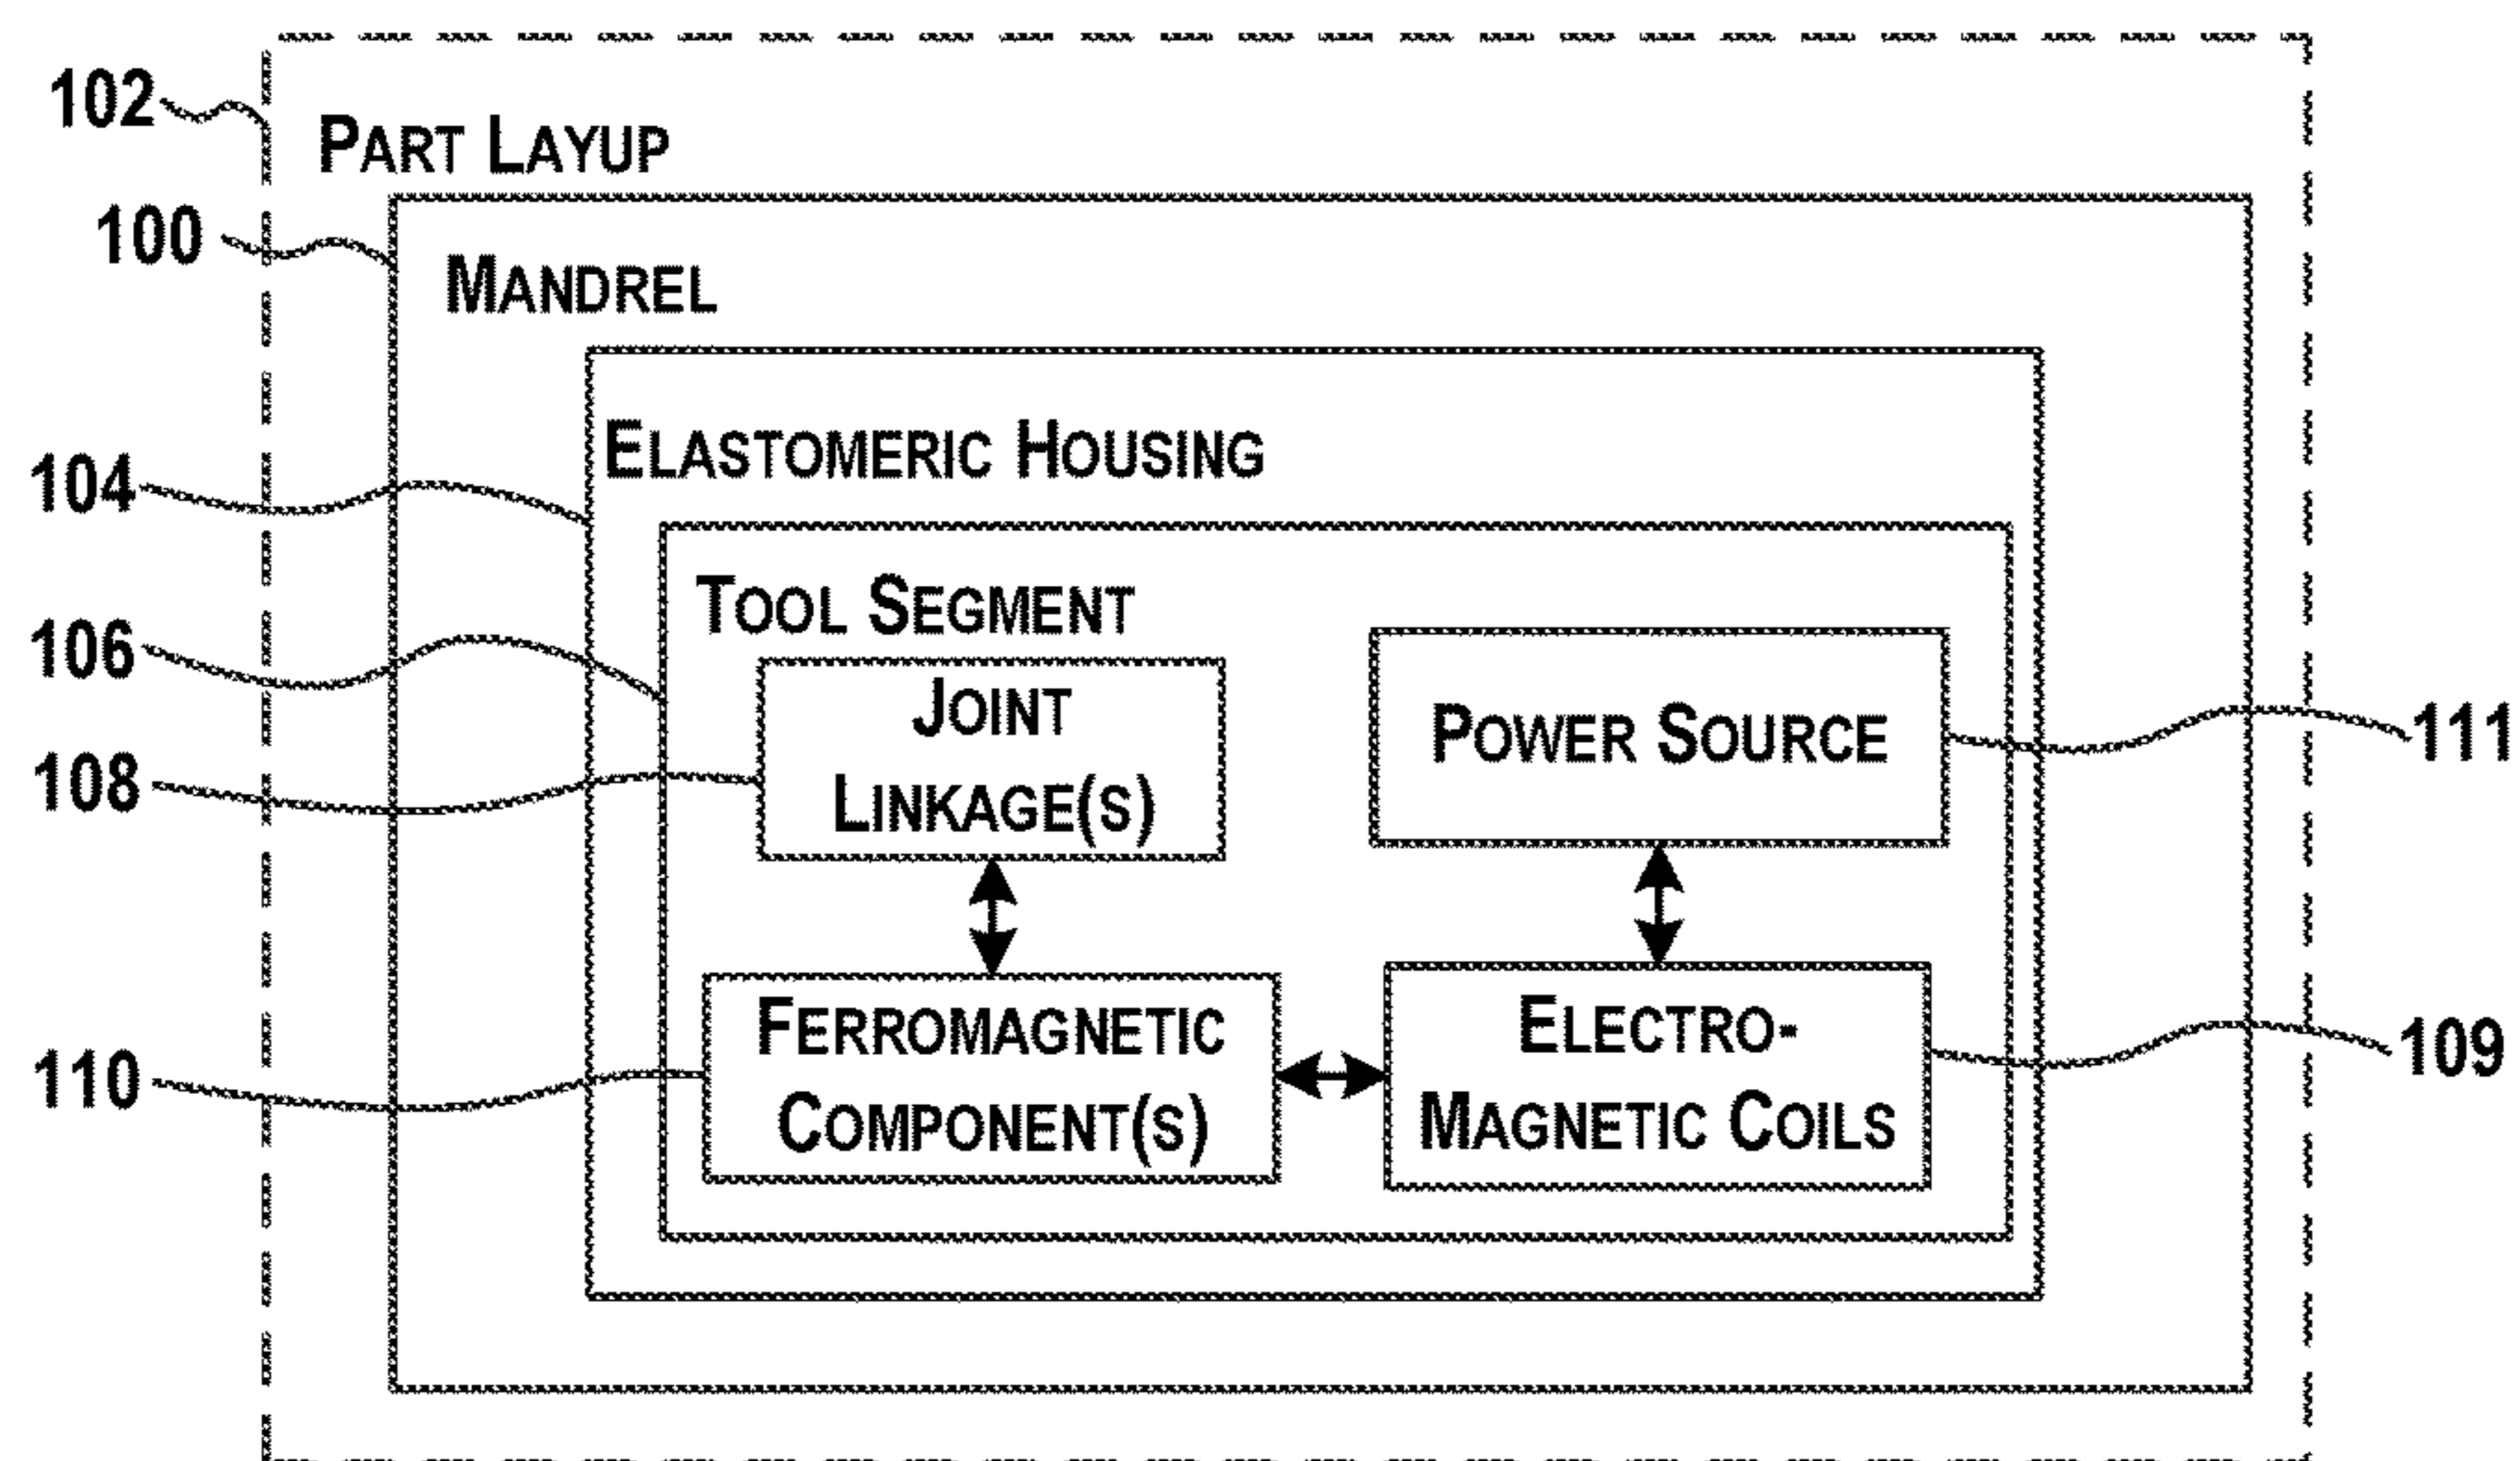 102
PART LAYUP
100
MANDREL
104
ELASTOMERIC HOUSING
106
TOOL SEGMENT
108
JOINT
LINKAGE(S)
POWER SOURCE
111
110
FERROMAGNETIC
COMPONENT(S)
ELECTRO-
MAGNETIC COILS
109